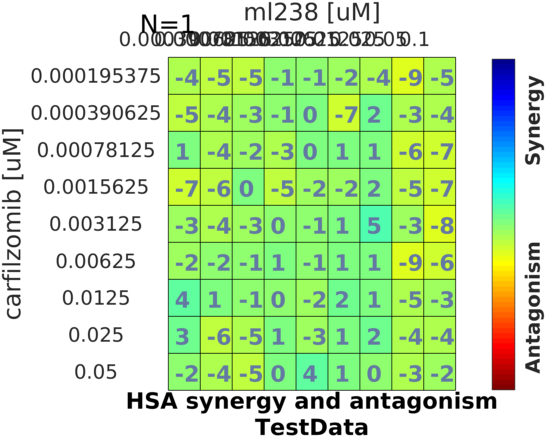 ml238 [uM]
N=1
0.1
0.000195375 -4 -5 -5 -1 -1 -2 -4 -9 -5
0.000390625 -5 -4 -3 -1 0 -7 2 -3 -4
0.00078125 1 -4 -2 -3 0 1 1 -6 -7
0.0015625 -7 -6 0 -5 -2 -2 2 -5 -7
0.003125 -3 -4 -3 0 -1 1 5 -3 -8
0.00625 -2 -2 -1 1 -1 1 1 -9 -6
0.0125 4 1 -1 0 -2 2 1 -5 -3
0.025 3 -6 -5 1 -3 1 2 -4 -4
0.05 -2 -4 -5 0 4 1 0 -3 -2
carfilzomib [uM]
Synergy
Antagonism
HSA synergy and antagonism
TestData